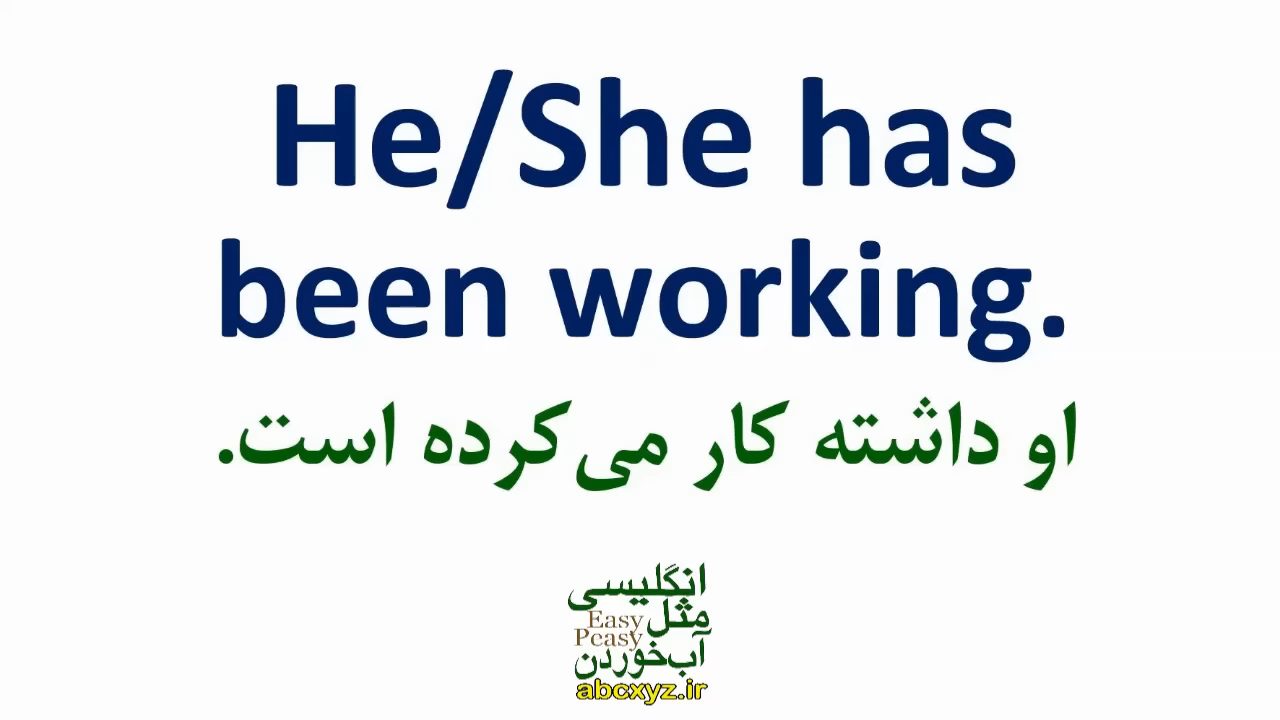 He/She has
been working.
او داشته کار می‌کرده است.
انگلیسی
مثل Easy
Peasy
آب‌خوردن
abcxyz.ir